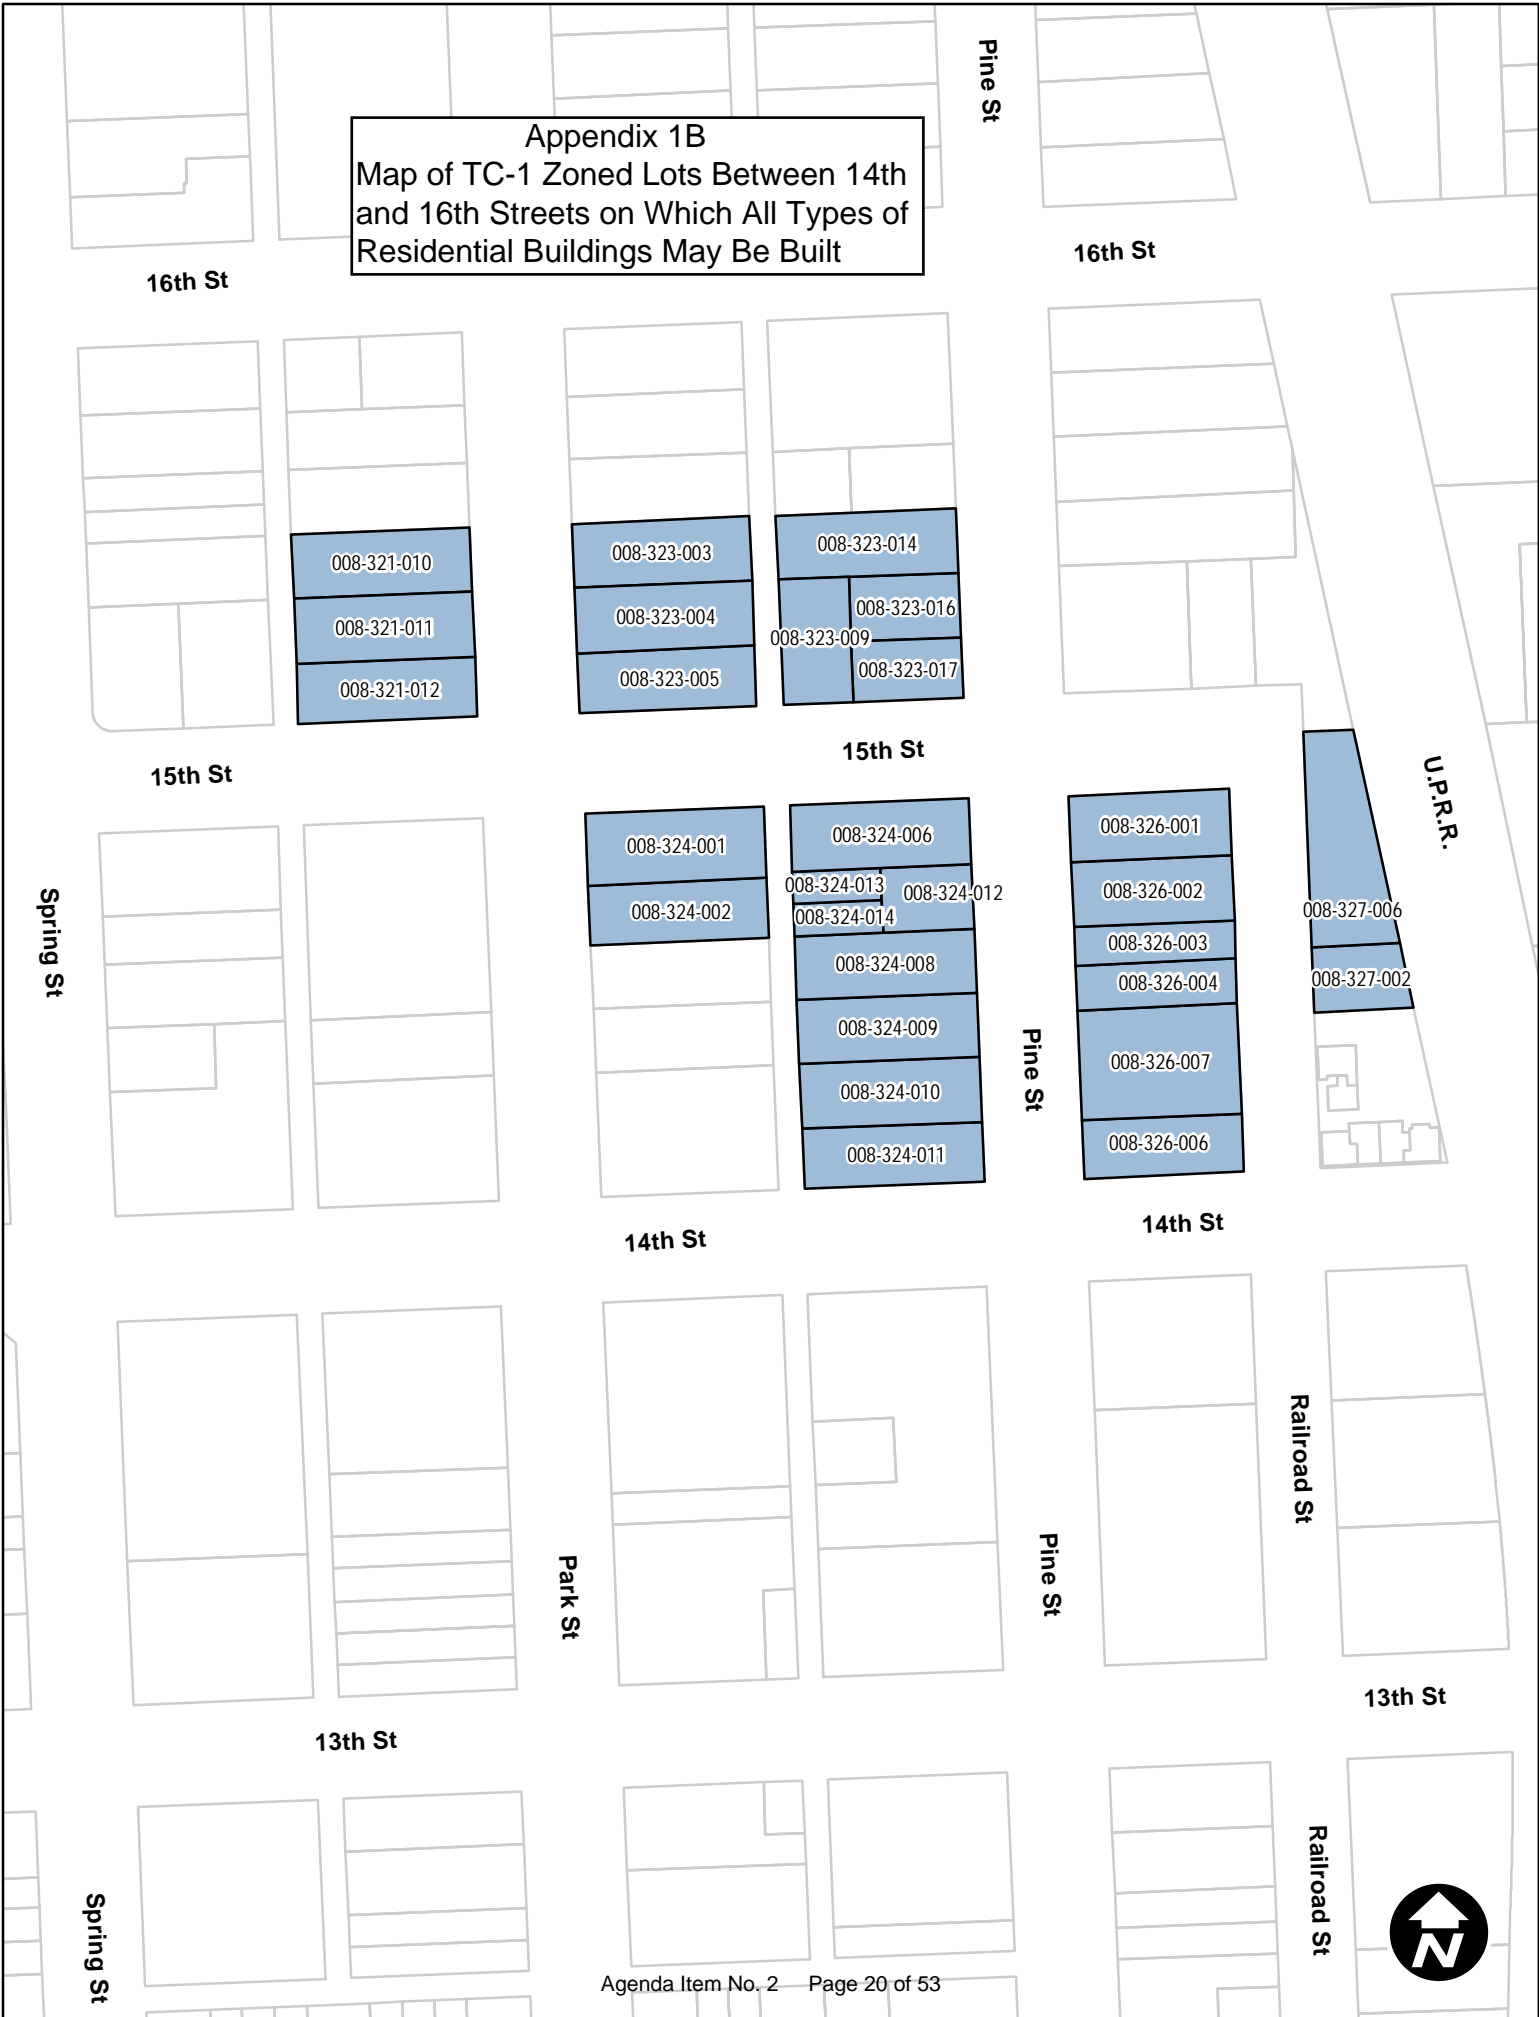 Pine St
Appendix 1B
Map of TC-1 Zoned Lots Between 14th
and 16th Streets on Which All Types of
Residential Buildings May Be Built
16th St
16th St
008-321-010
008-321-011
008-321-012
008-323-003
008-323-004
008-323-005
008-323-014
008-323-016
008-323-009
008-323-017
15th St
15th St
U.P.R.R.
008-324-001
008-324-002
008-324-006
008-324-013
008-324-012
008-324-014
008-324-008
008-324-009
008-324-010
008-324-011
008-326-001
008-326-002
008-326-003
008-326-004
008-326-007
008-326-006
008-327-006
008-327-002
Spring St
Pine St
14th St
14th St
Railroad St
Park St
Pine St
13th St
13th St
Railroad St
Spring St
N
Agenda Item No. 2 Page 20 of 53